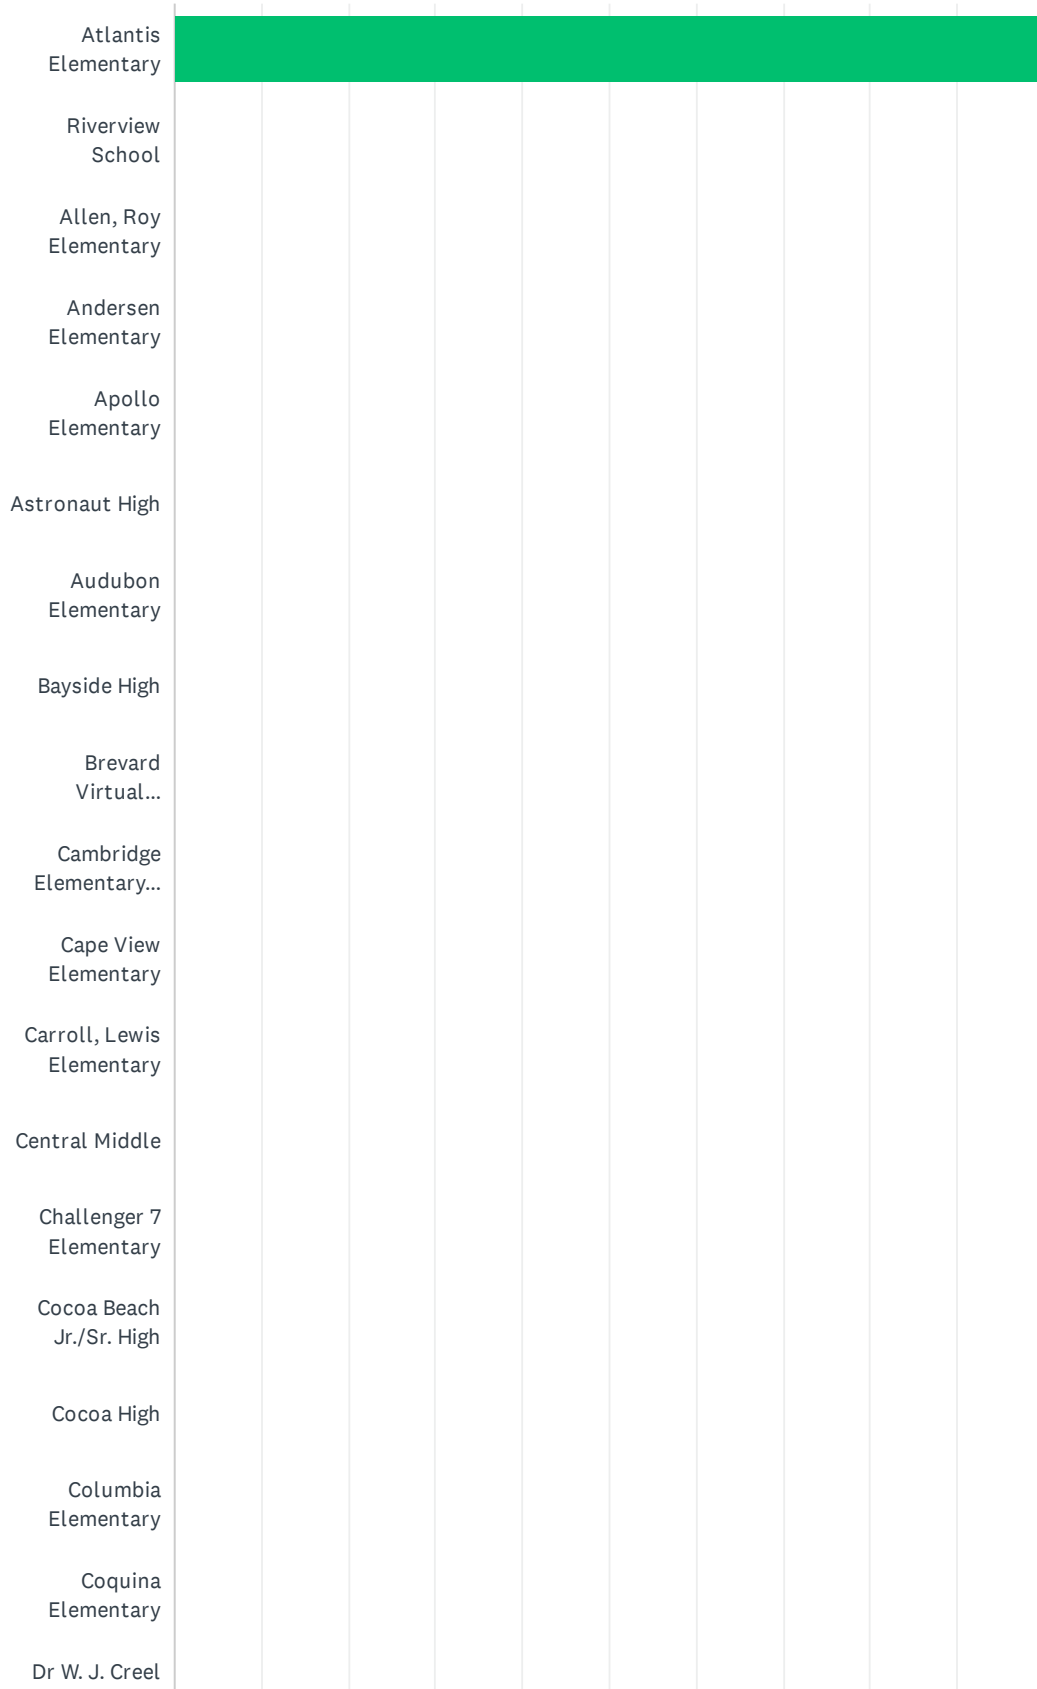 Atlantis
Elementary
Riverview
School
Allen, Roy
Elementary
Andersen
Elementary
Apollo
Elementary
Astronaut High
Audubon
Elementary
Bayside High
Brevard
Virtual...
Cambridge
Elementary...
Cape View
Elementary
Carroll, Lewis
Elementary
Central Middle
Challenger 7
Elementary
Cocoa Beach
Jr./Sr. High
Cocoa High
Columbia
Elementary
Coquina
Elementary
Dr W. J. Creel